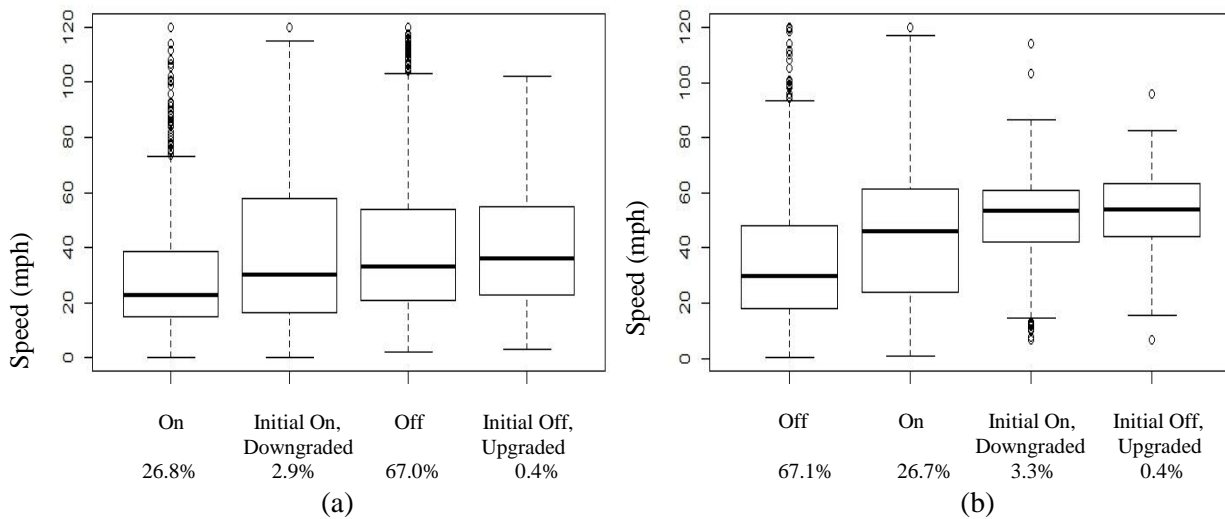 120
100
80
60
40
20
0
Speed (mph)
On
Initial On,
Downgraded
Off
Initial Off,
Upgraded
26.8%
2.9%
67.0%
0.4%
(a)
120
100
80
60
40
20
0
Speed (mph)
Off
On
Initial On,
Downgraded
Initial Off,
Upgraded
67.1%
26.7%
3.3%
0.4%
(b)